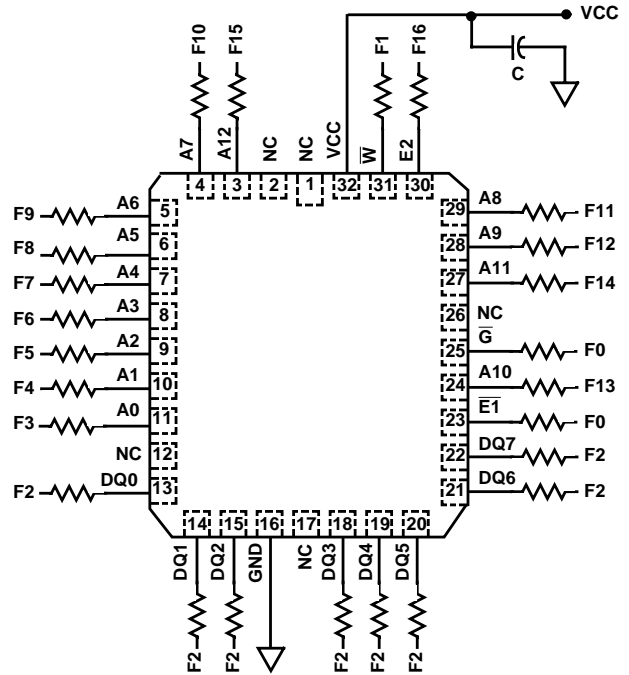 VCC
C
F10 F15 F1 F16
A7 A12 NC NC VCC W̅ E2
4 3 2 1 32 31 30
F9 A6 5
F8 A5 6
F7 A4 7
F6 A3 8
F5 A2 9
F4 A1 10
F3 A0 11
NC 12
F2 DQ0 13
29 A8 F11
28 A9 F12
27 A11 F14
26 NC
25 G̅ F0
24 A10 F13
23 E̅1̅ F0
22 DQ7 F2
21 DQ6 F2
14 15 16 17 18 19 20
DQ1 DQ2 GND NC DQ3 DQ4 DQ5
F2 F2 F2 F2 F2